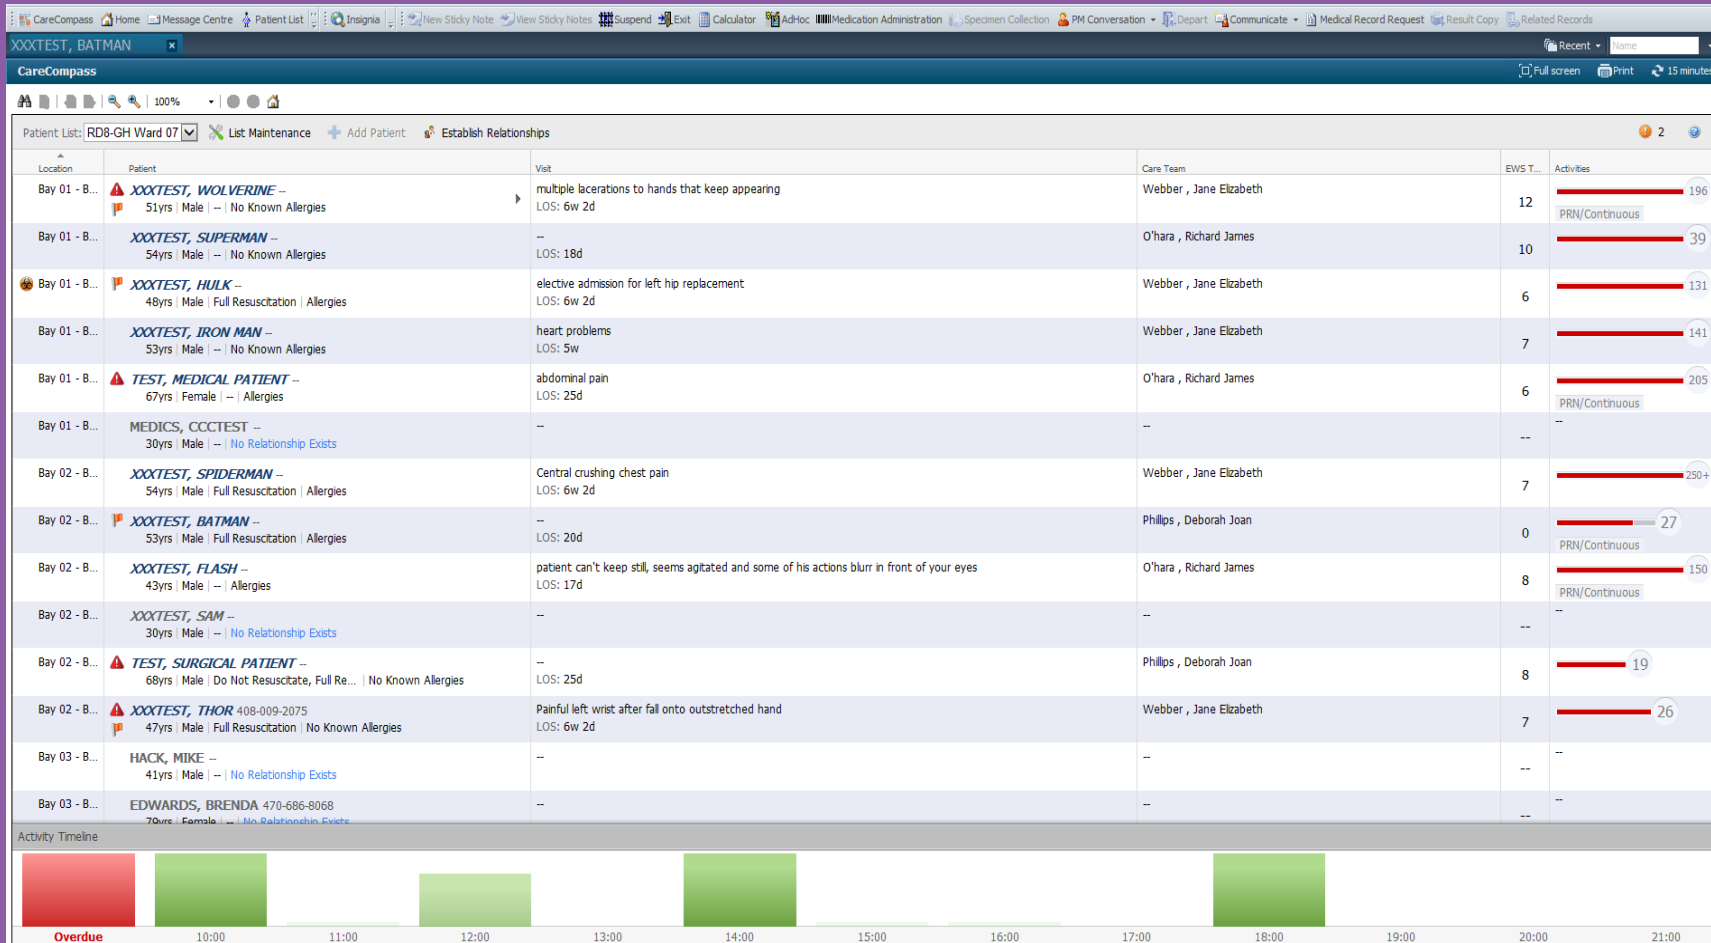 CareCompass Home Message Centre Patient List Insignia New Sticky Note View Sticky Notes Suspend Exit Calculator AdHoc Medication Administration Specimen Collection PM Conversation Depart Communicate Medical Record Request Result Copy Related Records
XXXTEST, BATMAN Recent Name
CareCompass Full screen Print 15 minutes
100%
Patient List: RD8-GH Ward 07 List Maintenance Add Patient Establish Relationships 2
Location Patient Visit Care Team EWS T... Activities
Bay 01 - B... XXXTEST, WOLVERINE -- multiple lacerations to hands that keep appearing Webber , Jane Elizabeth 12 196
51yrs | Male | -- | No Known Allergies LOS: 6w 2d PRN/Continuous
Bay 01 - B... XXXTEST, SUPERMAN -- -- O'hara , Richard James 10 39
54yrs | Male | -- | No Known Allergies LOS: 18d
Bay 01 - B... XXXTEST, HULK -- elective admission for left hip replacement Webber , Jane Elizabeth 6 131
48yrs | Male | Full Resuscitation | Allergies LOS: 6w 2d
Bay 01 - B... XXXTEST, IRON MAN -- heart problems Webber , Jane Elizabeth 7 141
53yrs | Male | -- | No Known Allergies LOS: 5w
Bay 01 - B... TEST, MEDICAL PATIENT -- abdominal pain O'hara , Richard James 6 205
67yrs | Female | -- | Allergies LOS: 25d PRN/Continuous
Bay 01 - B... MEDICS, CCCTEST -- -- -- -- --
30yrs | Male | -- | No Relationship Exists
Bay 02 - B... XXXTEST, SPIDERMAN -- Central crushing chest pain Webber , Jane Elizabeth 7 250+
54yrs | Male | Full Resuscitation | Allergies LOS: 6w 2d
Bay 02 - B... XXXTEST, BATMAN -- -- Phillips , Deborah Joan 0 27
53yrs | Male | Full Resuscitation | Allergies LOS: 20d PRN/Continuous
Bay 02 - B... XXXTEST, FLASH -- patient can't keep still, seems agitated and some of his actions blurr in front of your eyes O'hara , Richard James 8 150
43yrs | Male | -- | Allergies LOS: 17d PRN/Continuous
Bay 02 - B... XXXTEST, SAM -- -- -- -- --
30yrs | Male | -- | No Relationship Exists
Bay 02 - B... TEST, SURGICAL PATIENT -- -- Phillips , Deborah Joan 8 19
68yrs | Male | Do Not Resuscitate, Full Re... | No Known Allergies LOS: 25d
Bay 02 - B... XXXTEST, THOR 408-009-2075 Painful left wrist after fall onto outstretched hand Webber , Jane Elizabeth 7 26
47yrs | Male | Full Resuscitation | No Known Allergies LOS: 6w 2d
Bay 03 - B... HACK, MIKE -- -- -- -- --
41yrs | Male | -- | No Relationship Exists
Bay 03 - B... EDWARDS, BRENDA 470-686-8068 -- -- -- --
79yrs | Female | -- | No Relationship Exists
Activity Timeline
Overdue 10:00 11:00 12:00 13:00 14:00 15:00 16:00 17:00 18:00 19:00 20:00 21:00